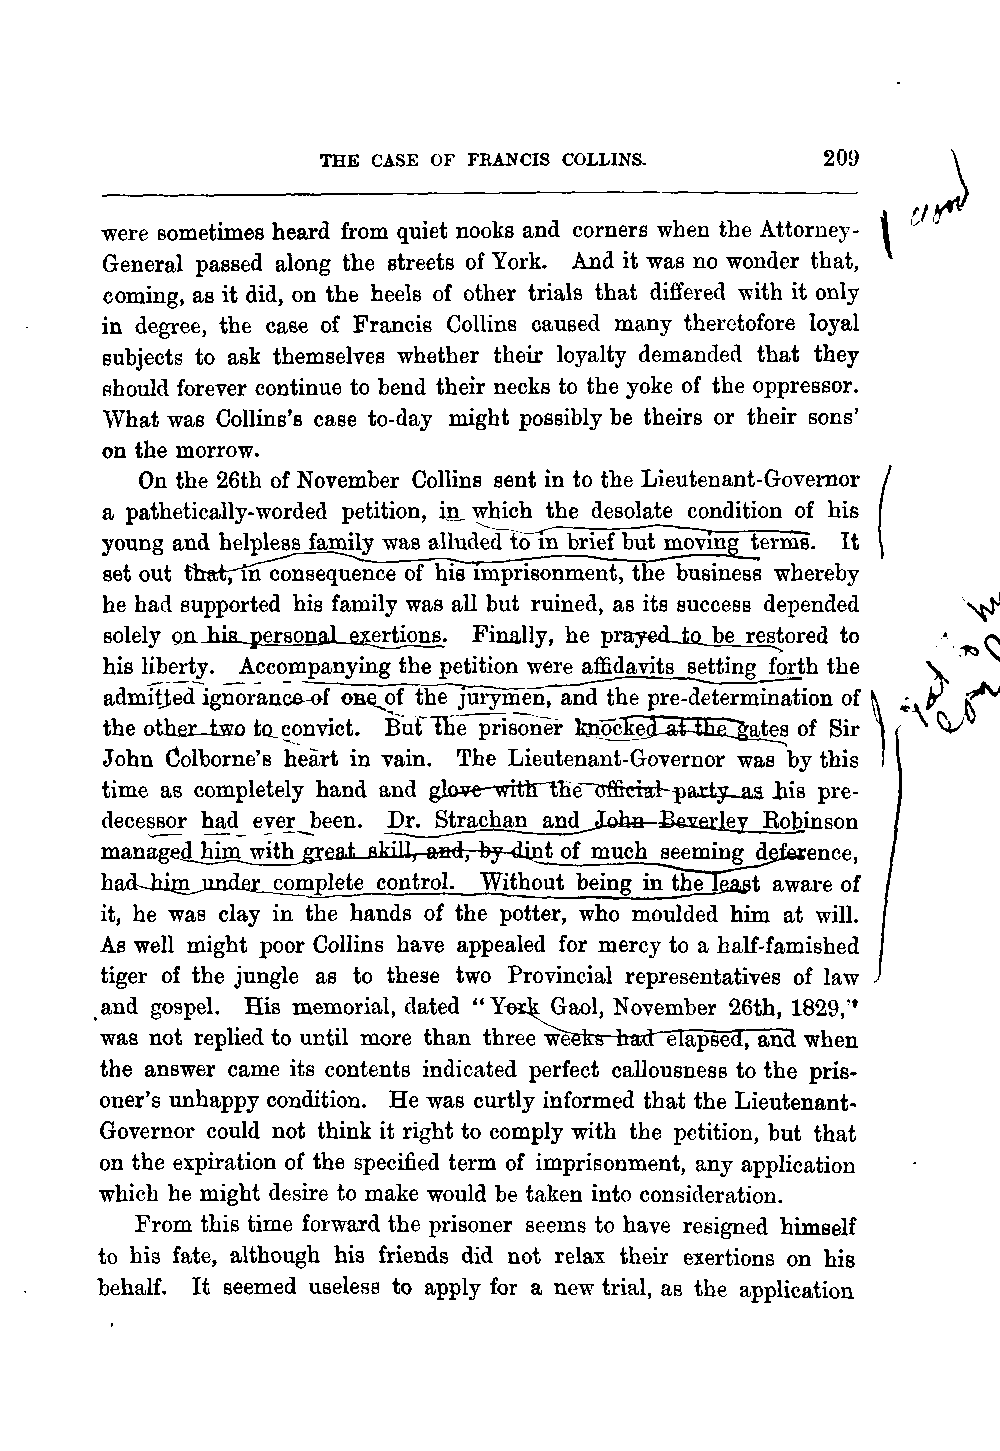 THE CASE OF FRANCIS COLLINS. 209
were sometimes heard from quiet nooks and corners when the Attorney-
General passed along the streets of York. And it was no wonder that,
coming, as it did, on the heels of other trials that differed with it only
in degree, the case of Francis Collins caused many theretofore loyal
subjects to ask themselves whether their loyalty demanded that they
should forever continue to bend their necks to the yoke of the oppressor.
What was Collins's case to-day might possibly be theirs or their sons'
on the morrow.
On the 26th of November Collins sent in to the Lieutenant-Governor
a pathetically-worded petition, in which the desolate condition of his
young and helpless family was alluded to in brief but moving terms. It
set out that, in consequence of his imprisonment, the business whereby
he had supported his family was all but ruined, as its success depended
solely on his personal exertions. Finally, he prayed to be restored to
his liberty. Accompanying the petition were affidavits setting forth the
admitted ignorance of one of the jurymen, and the pre-determination of
the other two to convict. But the prisoner knocked at the gates of Sir
John Colborne's heart in vain. The Lieutenant-Governor was by this
time as completely hand and glove with the official party as his pre-
decessor had ever been. Dr. Strachan and John Beverley Robinson
managed him with great skill, and, by dint of much seeming deference,
had him under complete control. Without being in the least aware of
it, he was clay in the hands of the potter, who moulded him at will.
As well might poor Collins have appealed for mercy to a half-famished
tiger of the jungle as to these two Provincial representatives of law
and gospel. His memorial, dated "York Gaol, November 26th, 1829,"
was not replied to until more than three weeks had elapsed, and when
the answer came its contents indicated perfect callousness to the pris-
oner's unhappy condition. He was curtly informed that the Lieutenant-
Governor could not think it right to comply with the petition, but that
on the expiration of the specified term of imprisonment, any application
which he might desire to make would be taken into consideration.
From this time forward the prisoner seems to have resigned himself
to his fate, although his friends did not relax their exertions on his
behalf. It seemed useless to apply for a new trial, as the application